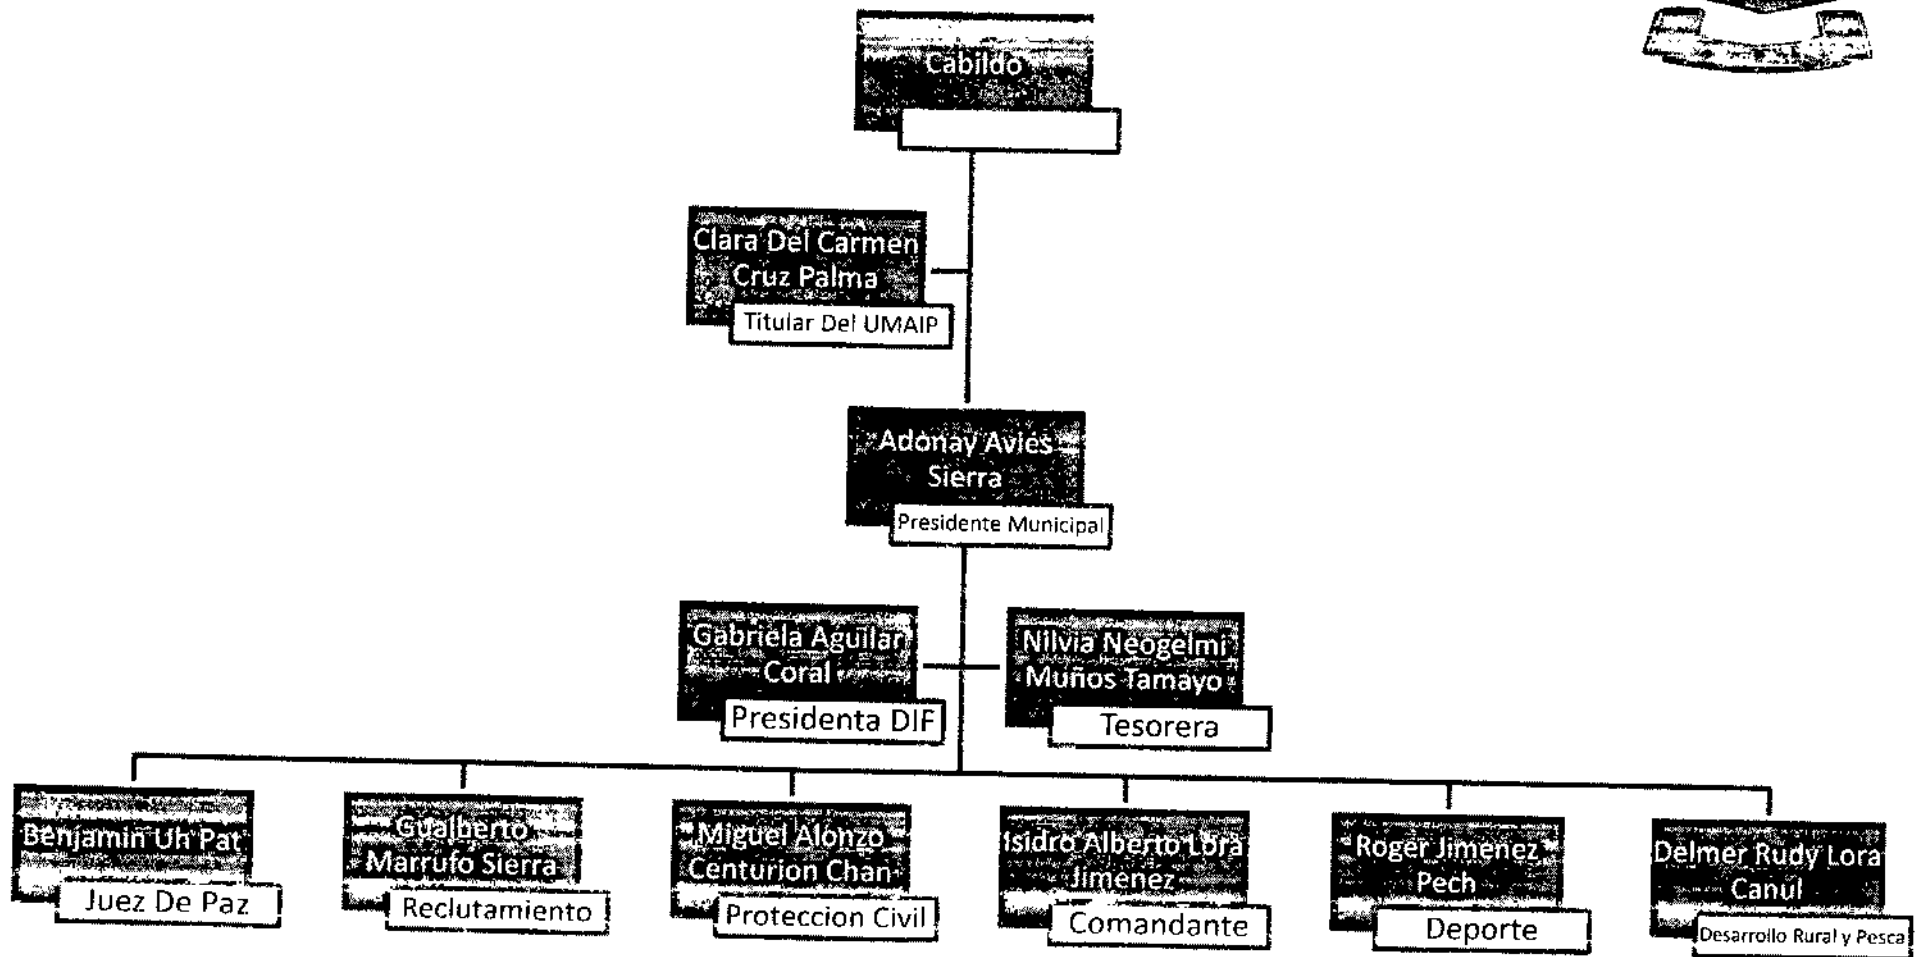 Cabildo
Clara Del Carmen
Cruz Palma
Titular Del UMAIP
Adonay Aviés
Sierra
Presidente Municipal
Gabriela Aguilar
Coral
Presidenta DIF
Nilvia Neogelmi
Muños Tamayo
Tesorera
Benjamin Uh Pat
Juez De Paz
Gualberto
Marrufo Sierra
Reclutamiento
Miguel Alonzo
Centurion Chan
Proteccion Civil
Isidro Alberto Lora
Jimenez
Comandante
Roger Jimenez
Pech
Deporte
Delmer Rudy Lora
Canul
Desarrollo Rural y Pesca